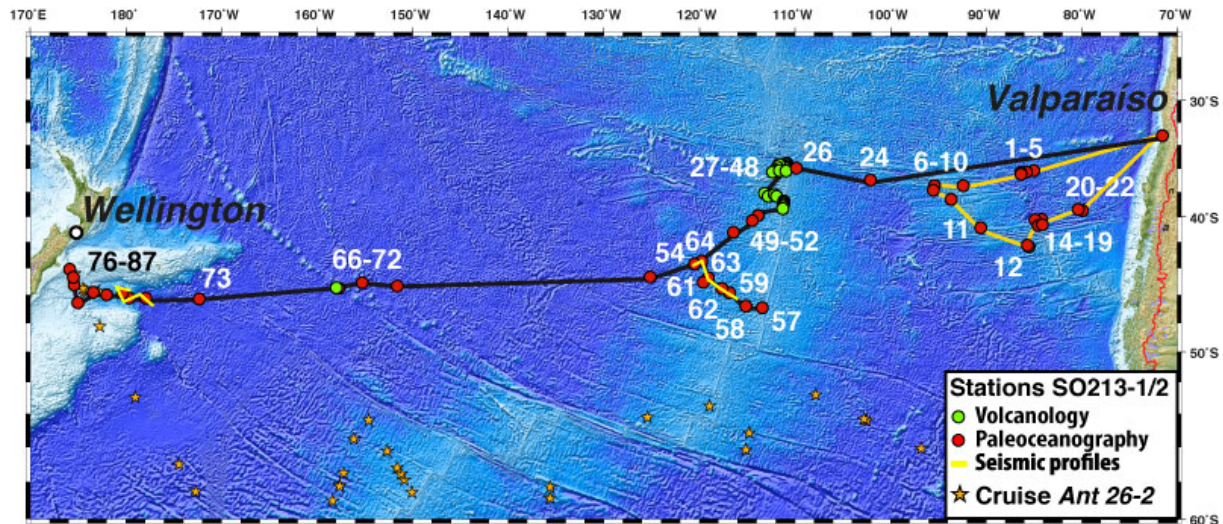 170°E 180° 170°W 160°W 150°W 140°W 130°W 120°W 110°W 100°W 90°W 80°W 70°W
30°S
Valparaíso
1-5
26
24
6-10
27-48
20-22
Wellington
40°S
64
49-52
11
14-19
54
12
76-87
66-72
63
73
61
59
62
57
58
50°S
Stations SO213-1/2
Volcanology
Paleoceanography
Seismic profiles
Cruise Ant 26-2
60°S